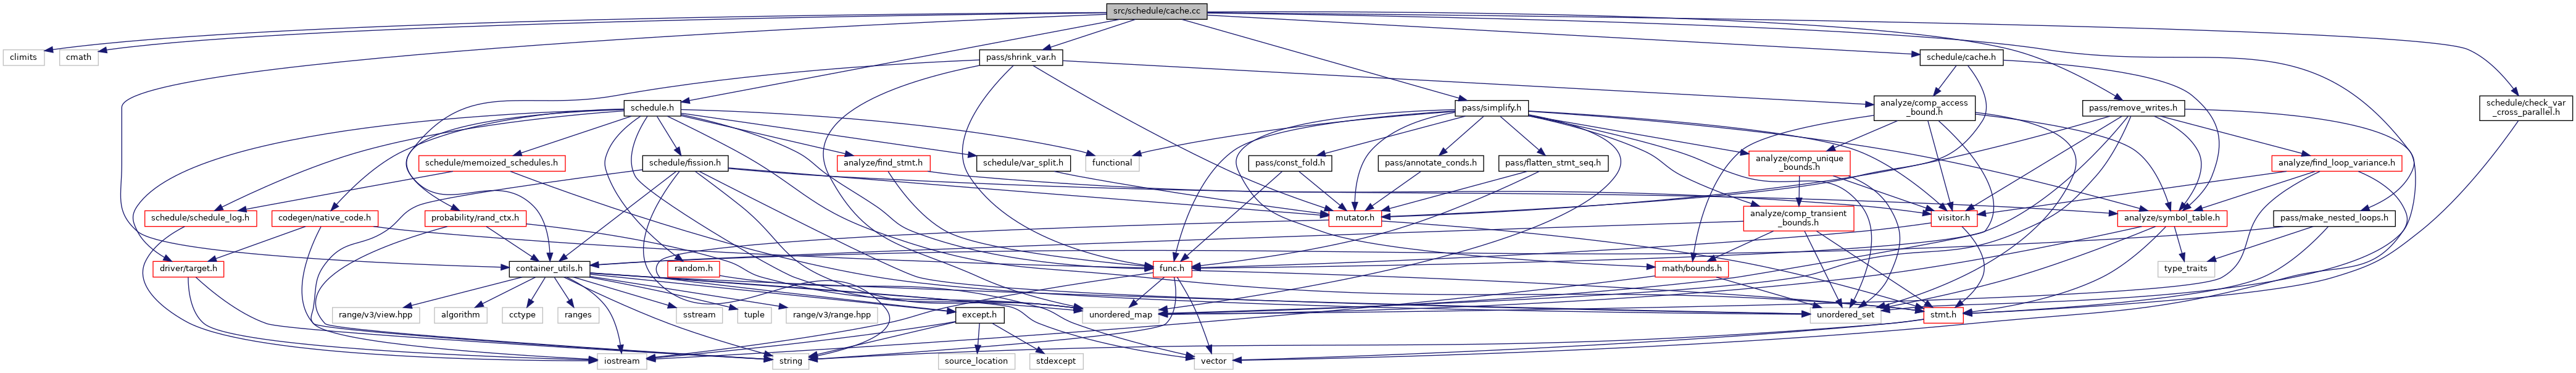 src/schedule/cache.cc
climits
cmath
pass/shrink_var.h
schedule/cache.h
schedule.h
pass/simplify.h
analyze/comp_access
_bound.h
pass/remove_writes.h
schedule/check_var
_cross_parallel.h
schedule/memoized_schedules.h
schedule/fission.h
analyze/find_stmt.h
schedule/var_split.h
functional
pass/const_fold.h
pass/annotate_conds.h
pass/flatten_stmt_seq.h
analyze/comp_unique
_bounds.h
analyze/find_loop_variance.h
schedule/schedule_log.h
codegen/native_code.h
probability/rand_ctx.h
mutator.h
analyze/comp_transient
_bounds.h
visitor.h
analyze/symbol_table.h
pass/make_nested_loops.h
driver/target.h
container_utils.h
random.h
func.h
math/bounds.h
type_traits
range/v3/view.hpp
algorithm
cctype
ranges
sstream
tuple
range/v3/range.hpp
except.h
unordered_map
unordered_set
stmt.h
iostream
string
source_location
stdexcept
vector